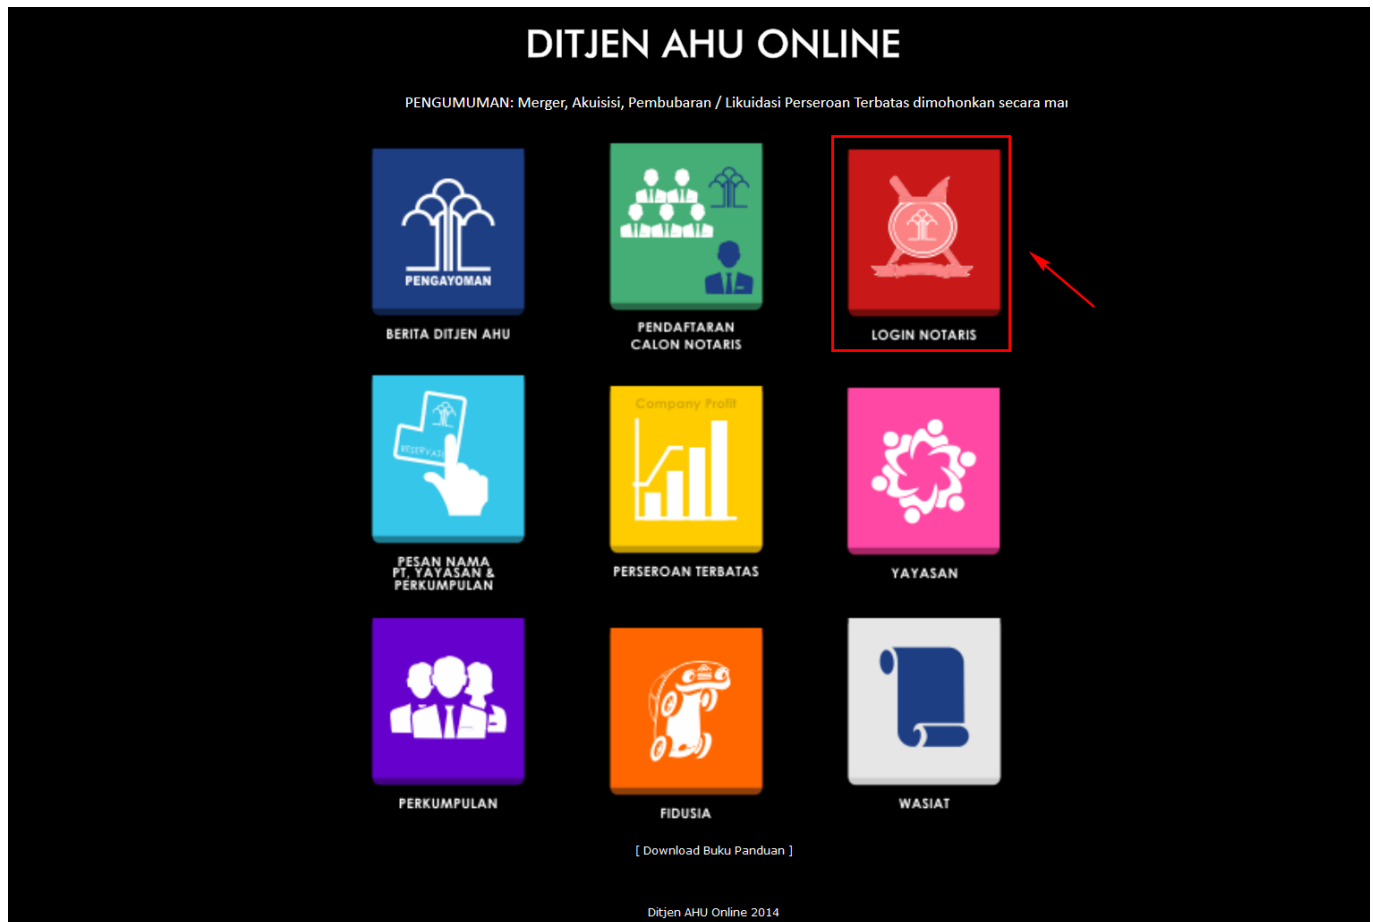 DITJEN AHU ONLINE
PENGUMUMAN: Merger, Akuisisi, Pembubaran / Likuidasi Perseroan Terbatas dimohonkan secara mar
PENGAYOMAN
BERITA DITJEN AHU
PENDAFTARAN
CALON NOTARIS
LOGIN NOTARIS
RESERVASI
PESAN NAMA
PT, YAYASAN &
PERKUMPULAN
Company Profit
PERSEROAN TERBATAS
YAYASAN
PERKUMPULAN
FIDUSIA
WASIAT
[ Download Buku Panduan ]
Ditjen AHU Online 2014